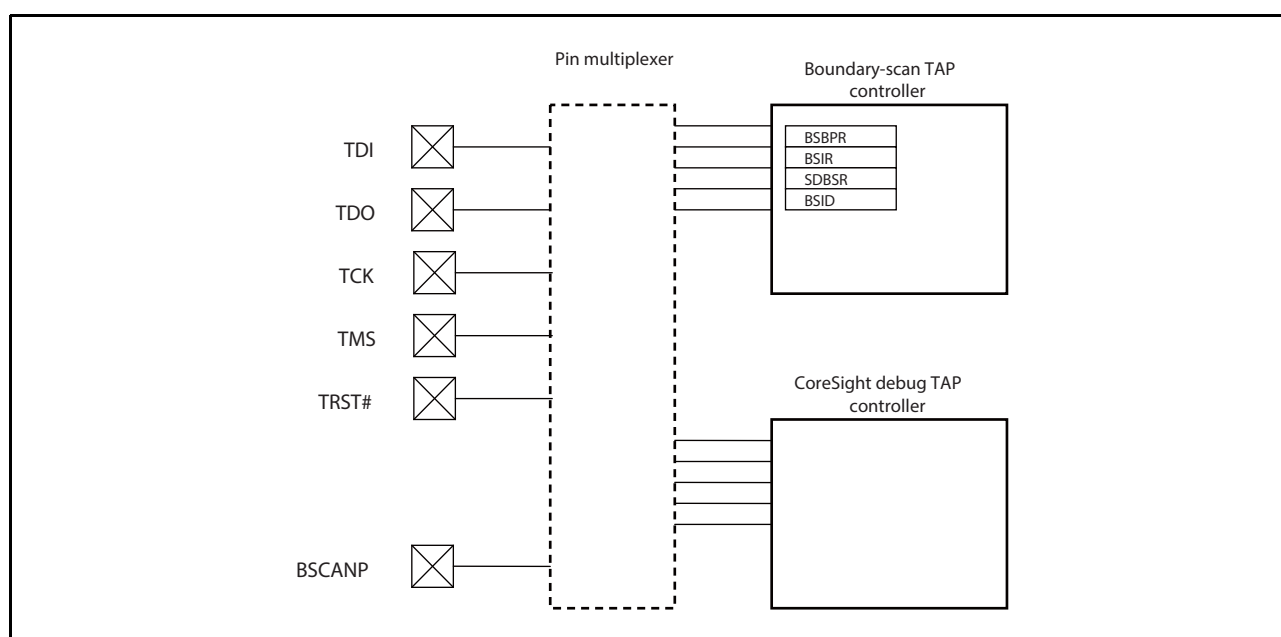 Pin multiplexer
Boundary-scan TAP
controller
TDI
TDO
TCK
TMS
TRST#
BSCANP
BSBPR
BSIR
SDBSR
BSID
CoreSight debug TAP
controller